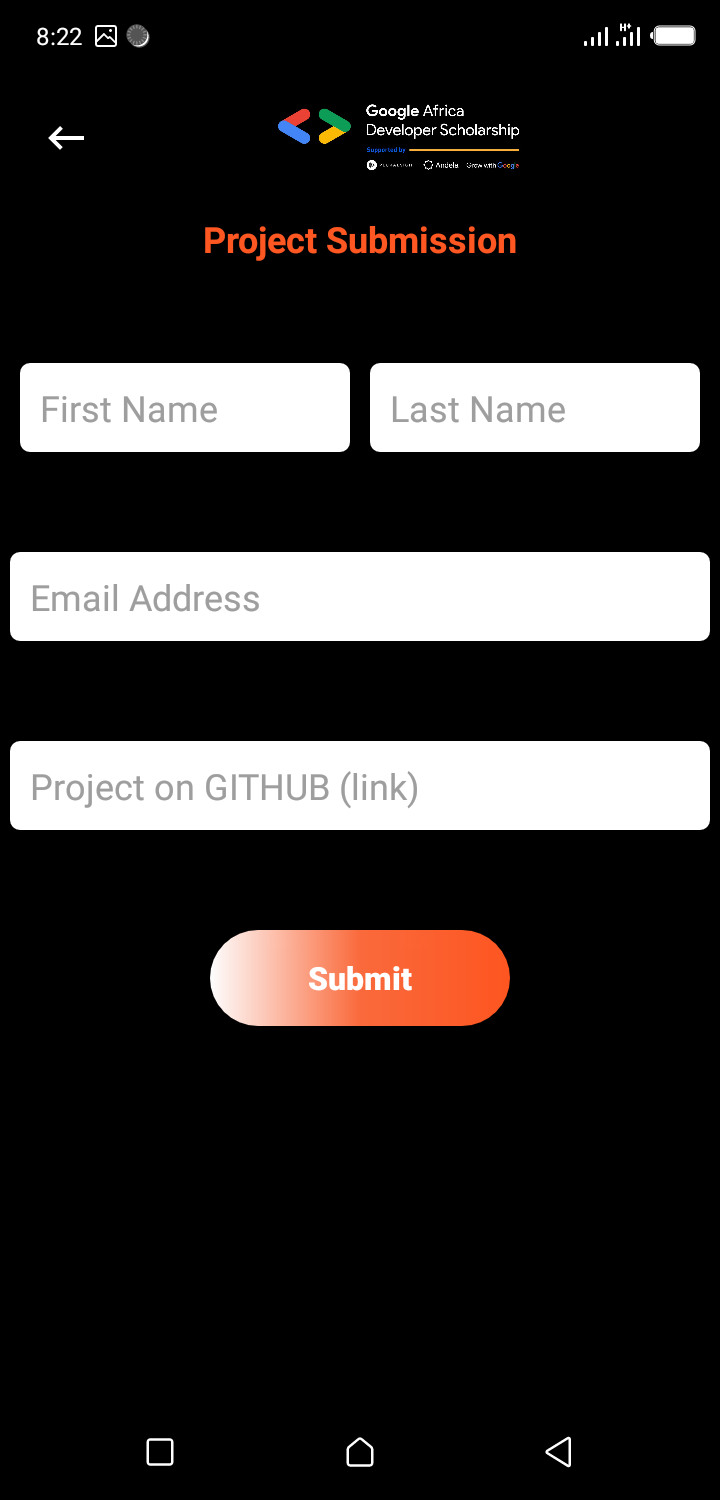 8:22
H+
Google Africa
Developer Scholarship
Supported by
PLURALSIGHT Andela Grow with Google
Project Submission
First Name Last Name
Email Address
Project on GITHUB (link)
Submit